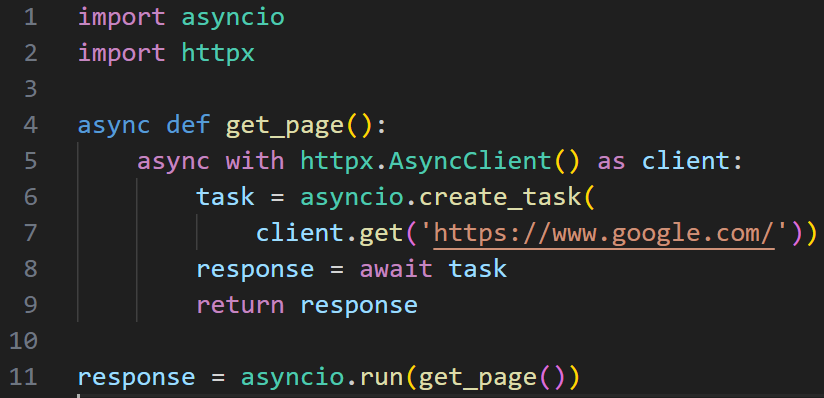 1 import asyncio
2 import httpx
3
4 async def get_page():
5     async with httpx.AsyncClient() as client:
6         task = asyncio.create_task(
7             client.get('https://www.google.com/'))
8         response = await task
9         return response
10
11 response = asyncio.run(get_page())